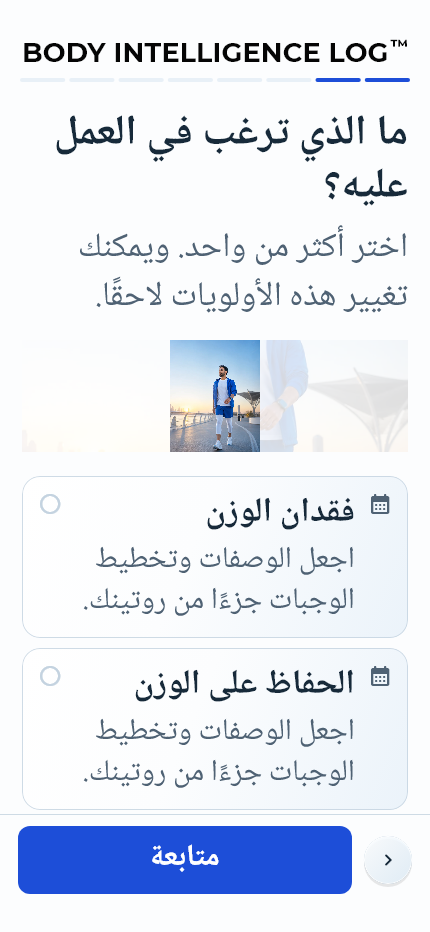 BODY INTELLIGENCE LOG™
ما الذي ترغب في العمل
عليه؟
اختر أكثر من واحد. ويمكنك
تغيير هذه الأولويات لاحقًا.
فقدان الوزن
اجعل الوصفات وتخطيط
الوجبات جزءًا من روتينك.
الحفاظ على الوزن
اجعل الوصفات وتخطيط
الوجبات جزءًا من روتينك.
متابعة